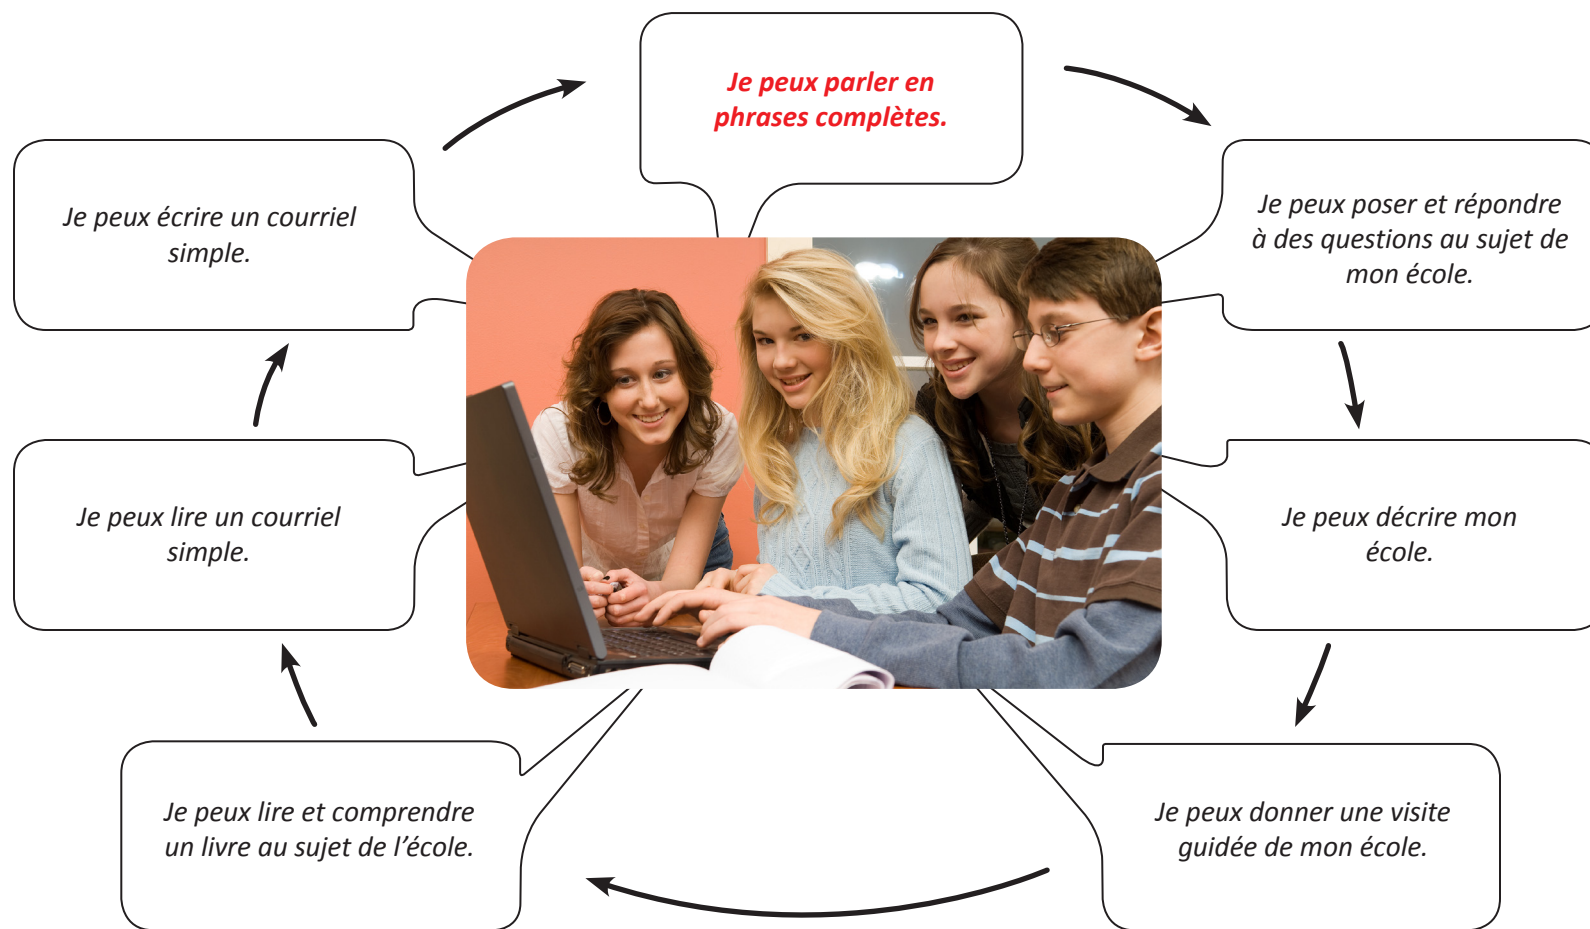 Je peux parler en
phrases complètes.
Je peux poser et répondre
à des questions au sujet de
mon école.
Je peux décrire mon
école.
Je peux donner une visite
guidée de mon école.
Je peux lire et comprendre
un livre au sujet de l’école.
Je peux lire un courriel
simple.
Je peux écrire un courriel
simple.